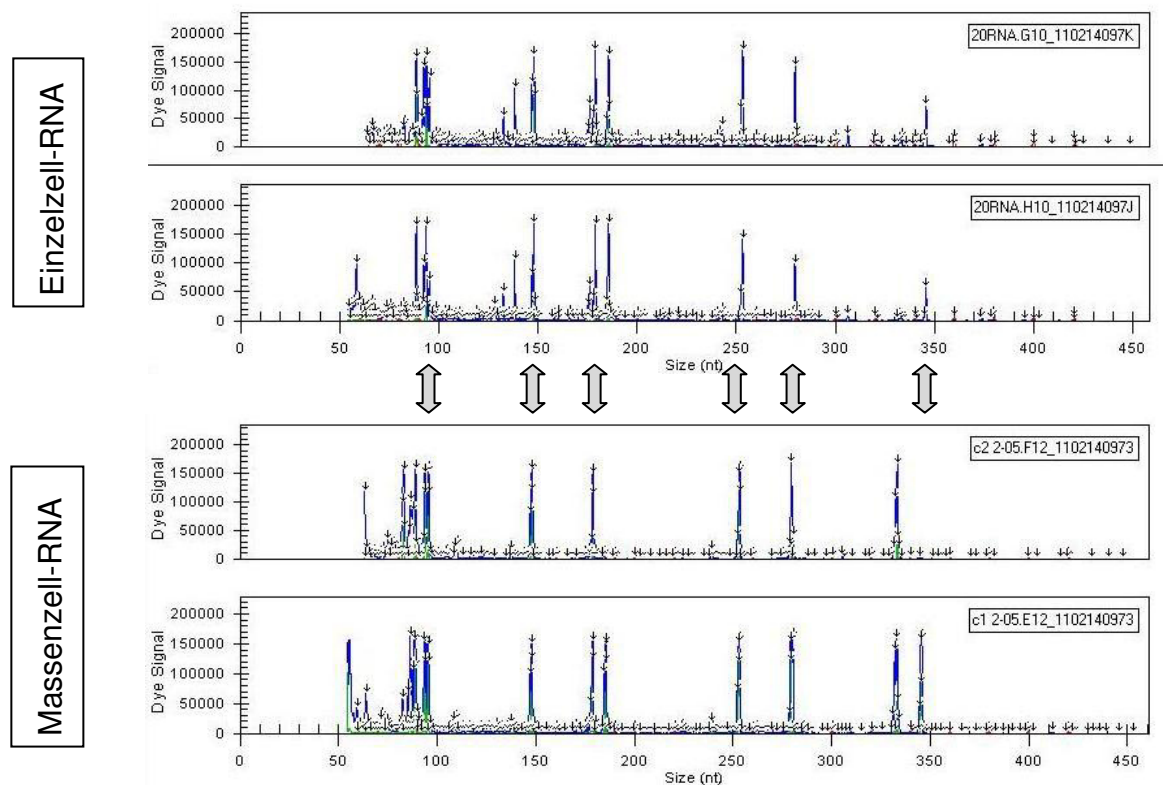 Einzelzell-RNA
Dye Signal
200000
150000
100000
50000
0
20RNA.G10_110214097K
Dye Signal
200000
150000
100000
50000
0
20RNA.H10_110214097J
0 50 100 150 200 250 300 350 400 450
Size (nt)
Massenzell-RNA
Dye Signal
200000
150000
100000
50000
0
c2 2-05.F12_1102140973
Dye Signal
200000
150000
100000
50000
0
c1 2-05.E12_1102140973
0 50 100 150 200 250 300 350 400 450
Size (nt)